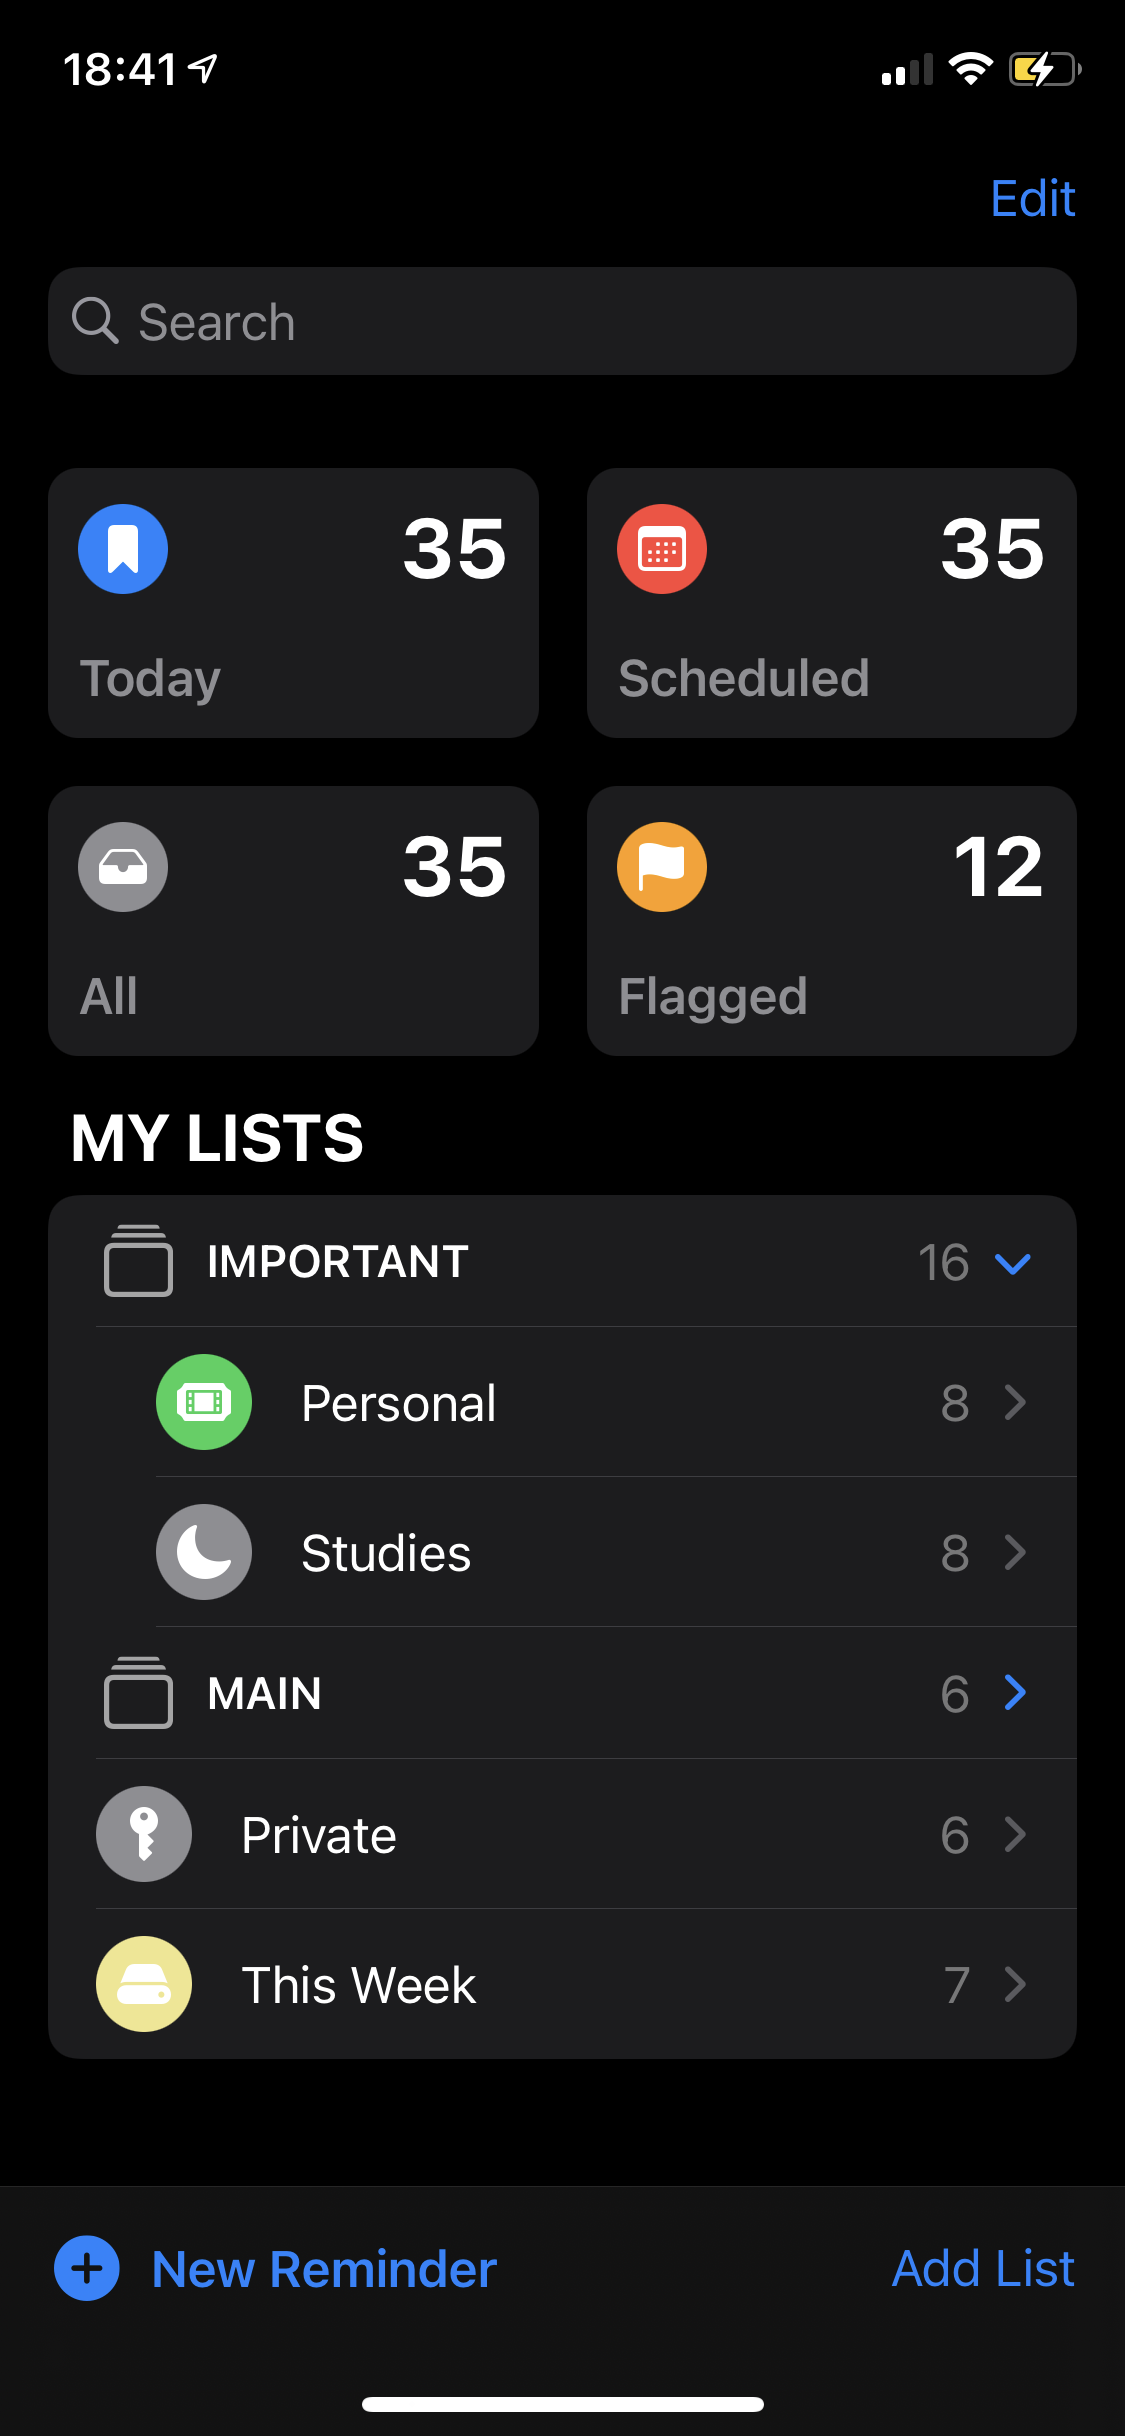 18:41
Edit
Search
35
35
Today
Scheduled
35
12
All
Flagged
MY LISTS
IMPORTANT 16
Personal 8
Studies 8
MAIN 6
Private 6
This Week 7
New Reminder Add List